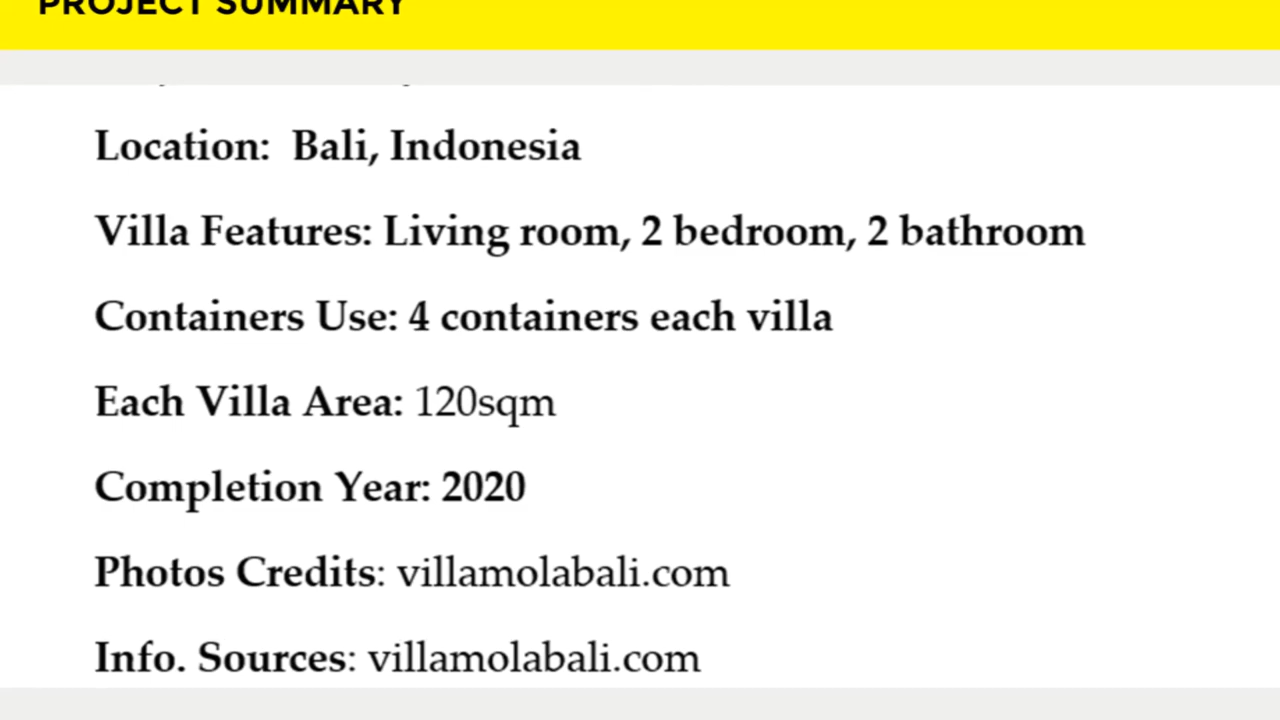 PROJECT SUMMARY
Location: Bali, Indonesia
Villa Features: Living room, 2 bedroom, 2 bathroom
Containers Use: 4 containers each villa
Each Villa Area: 120sqm
Completion Year: 2020
Photos Credits: villamolabali.com
Info. Sources: villamolabali.com